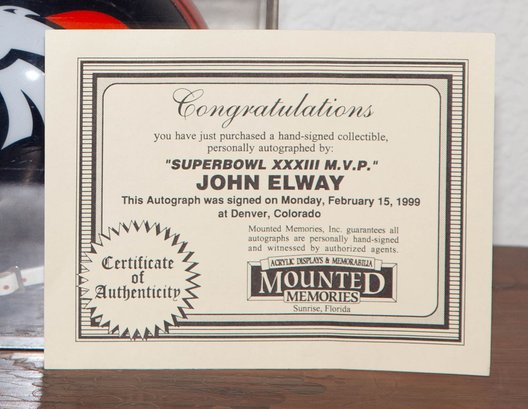 Congratulations
you have just purchased a hand-signed collectible,
personally autographed by:
"SUPERBOWL XXXIII M.V.P."
JOHN ELWAY
This Autograph was signed on Monday, February 15, 1999
at Denver, Colorado
Mounted Memories, Inc. guarantees all
autographs are personally hand-signed
and witnessed by authorized agents.
Certificate
of
Authenticity
ACRYLIC DISPLAYS & MEMORABILIA
MOUNTED
MEMORIES
Sunrise, Florida